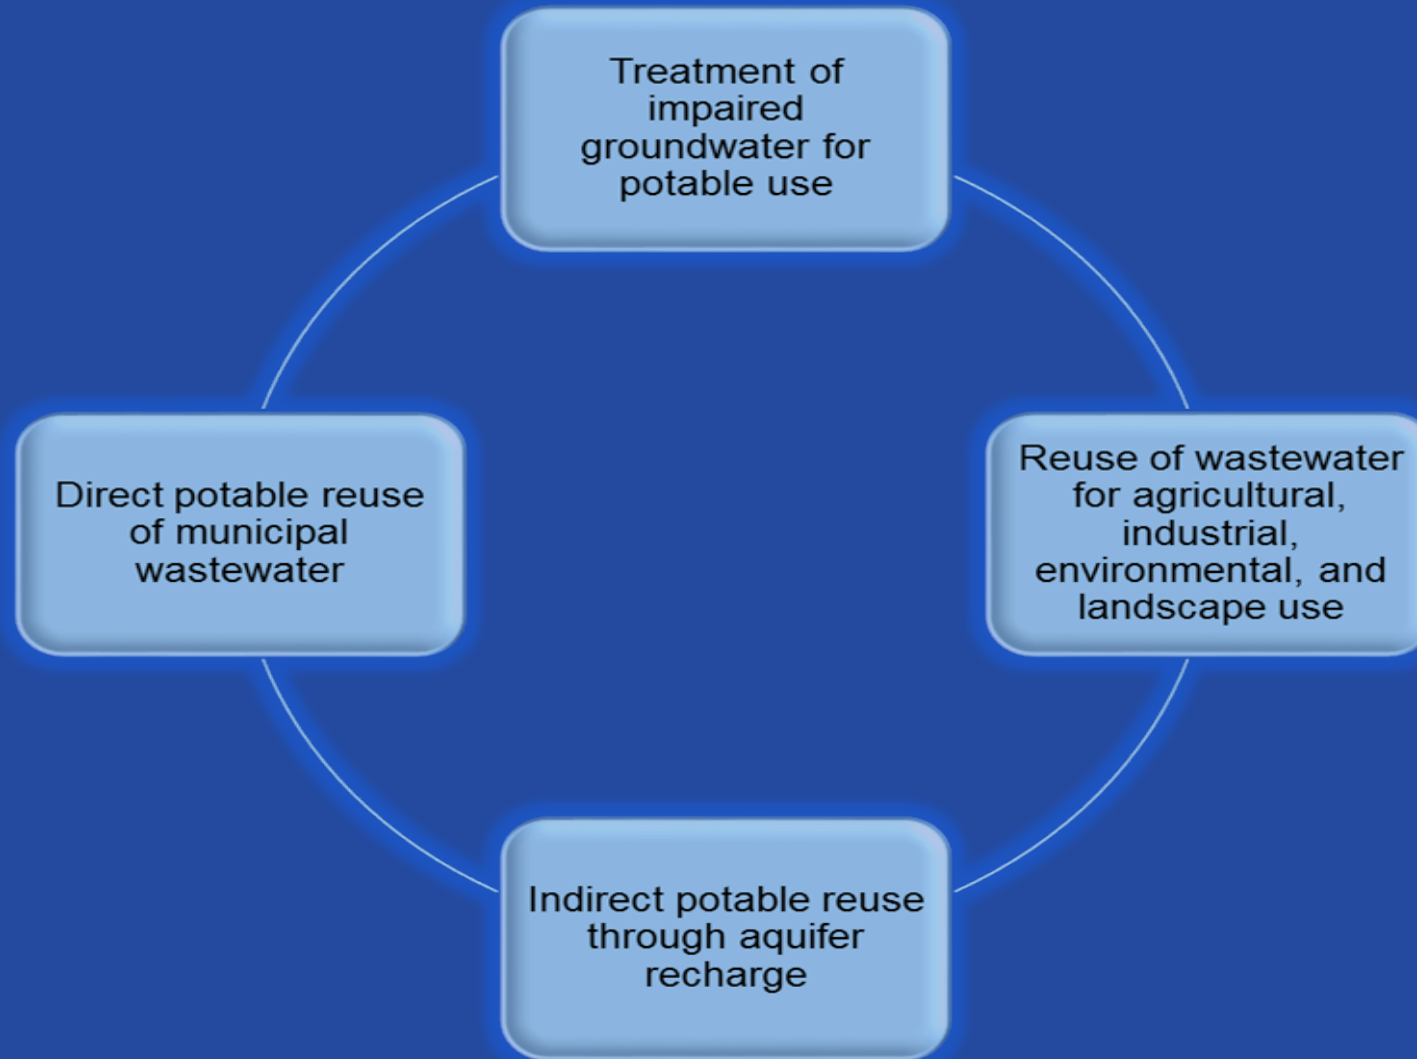 Treatment of
impaired
groundwater for
potable use
Reuse of wastewater
for agricultural,
industrial,
environmental, and
landscape use
Indirect potable reuse
through aquifer
recharge
Direct potable reuse
of municipal
wastewater